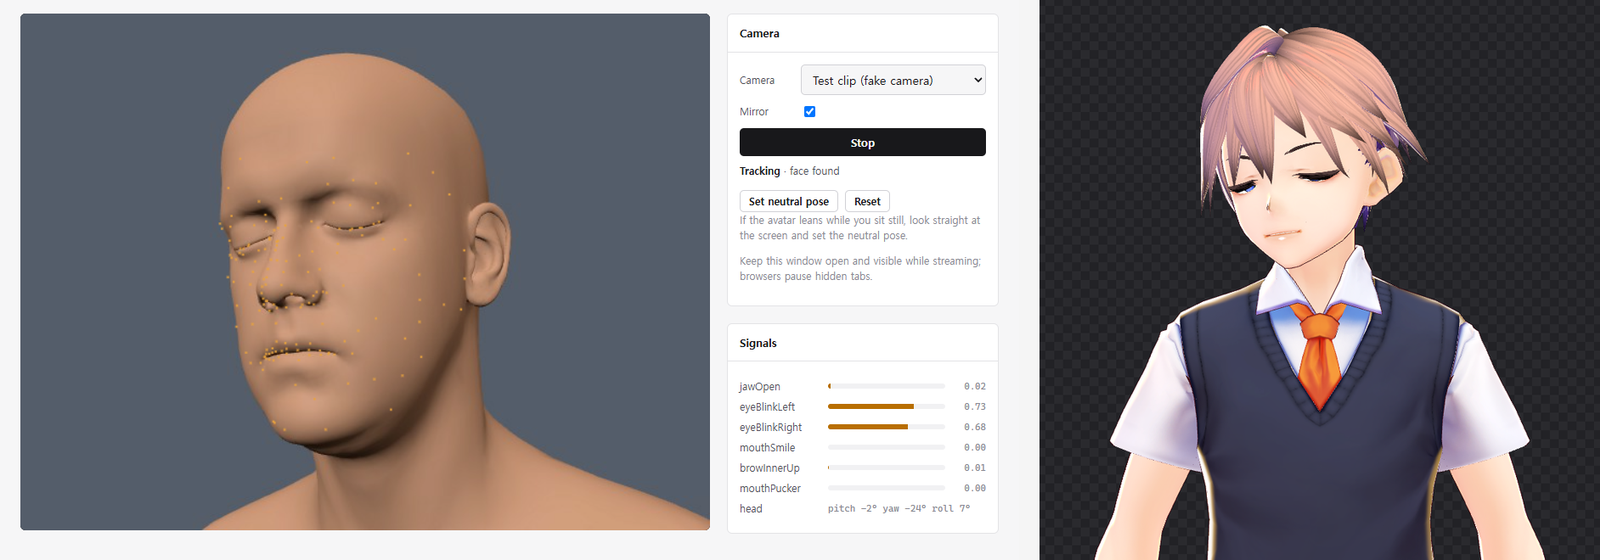 Camera
Camera
Test clip (fake camera)
Mirror
Stop
Tracking · face found
Set neutral pose
Reset
If the avatar leans while you sit still, look straight at
the screen and set the neutral pose.
Keep this window open and visible while streaming;
browsers pause hidden tabs.
Signals
jawOpen 0.02
eyeBlinkLeft 0.73
eyeBlinkRight 0.68
mouthSmile 0.00
browInnerUp 0.01
mouthPucker 0.00
head pitch -2° yaw -24° roll 7°